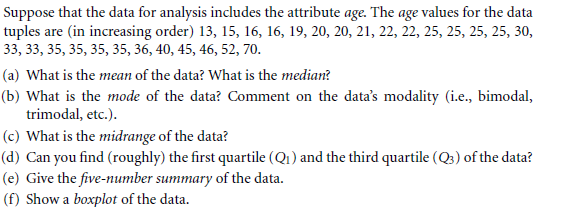 Suppose that the data for analysis includes the attribute age. The age values for the data
tuples are (in increasing order) 13, 15, 16, 16, 19, 20, 20, 21, 22, 22, 25, 25, 25, 25, 30,
33, 33, 35, 35, 35, 35, 36, 40, 45, 46, 52, 70.
(a) What is the mean of the data? What is the median?
(b) What is the mode of the data? Comment on the data's modality (i.e., bimodal,
trimodal, etc.).
(c) What is the midrange of the data?
(d) Can you find (roughly) the first quartile (Q1) and the third quartile (Q3) of the data?
(e) Give the five-number summary of the data.
(f) Show a boxplot of the data.